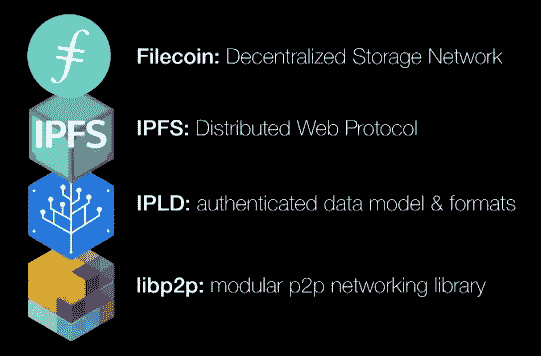 Filecoin: Decentralized Storage Network
IPFS
IPFS: Distributed Web Protocol
IPLD: authenticated data model & formats
libp2p: modular p2p networking library